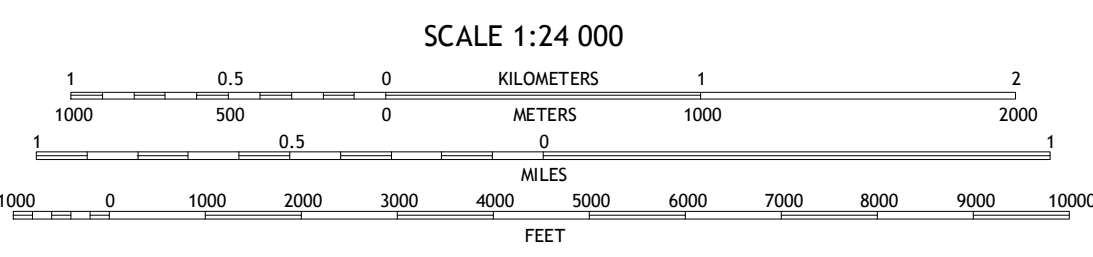 SCALE 1:24 000
1 0.5 0 KILOMETERS 1 2
1000 500 0 METERS 1000 2000
1 0.5 0 1
MILES
1000 0 1000 2000 3000 4000 5000 6000 7000 8000 9000 10000
FEET